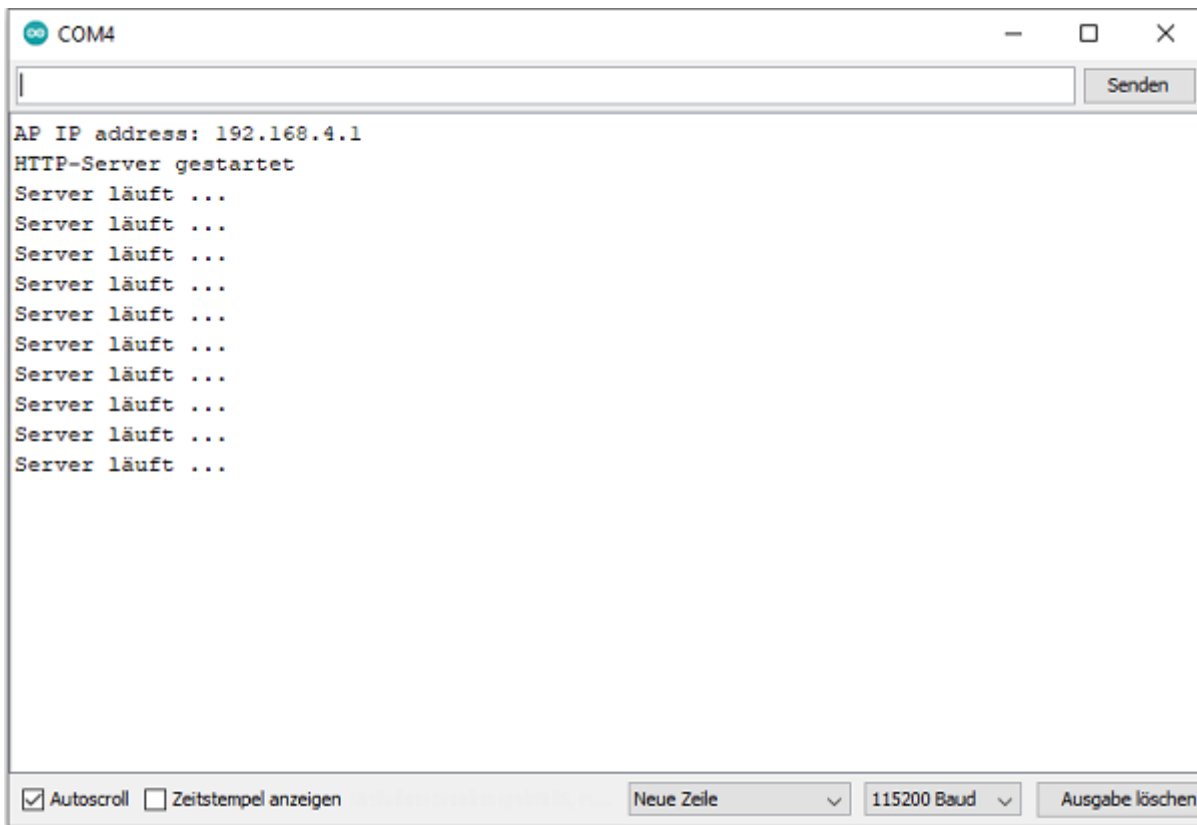 COM4
Senden
AP IP address: 192.168.4.1
HTTP-Server gestartet
Server läuft ...
Server läuft ...
Server läuft ...
Server läuft ...
Server läuft ...
Server läuft ...
Server läuft ...
Server läuft ...
Server läuft ...
Server läuft ...
Autoscroll Zeitstempel anzeigen Neue Zeile 115200 Baud Ausgabe löschen